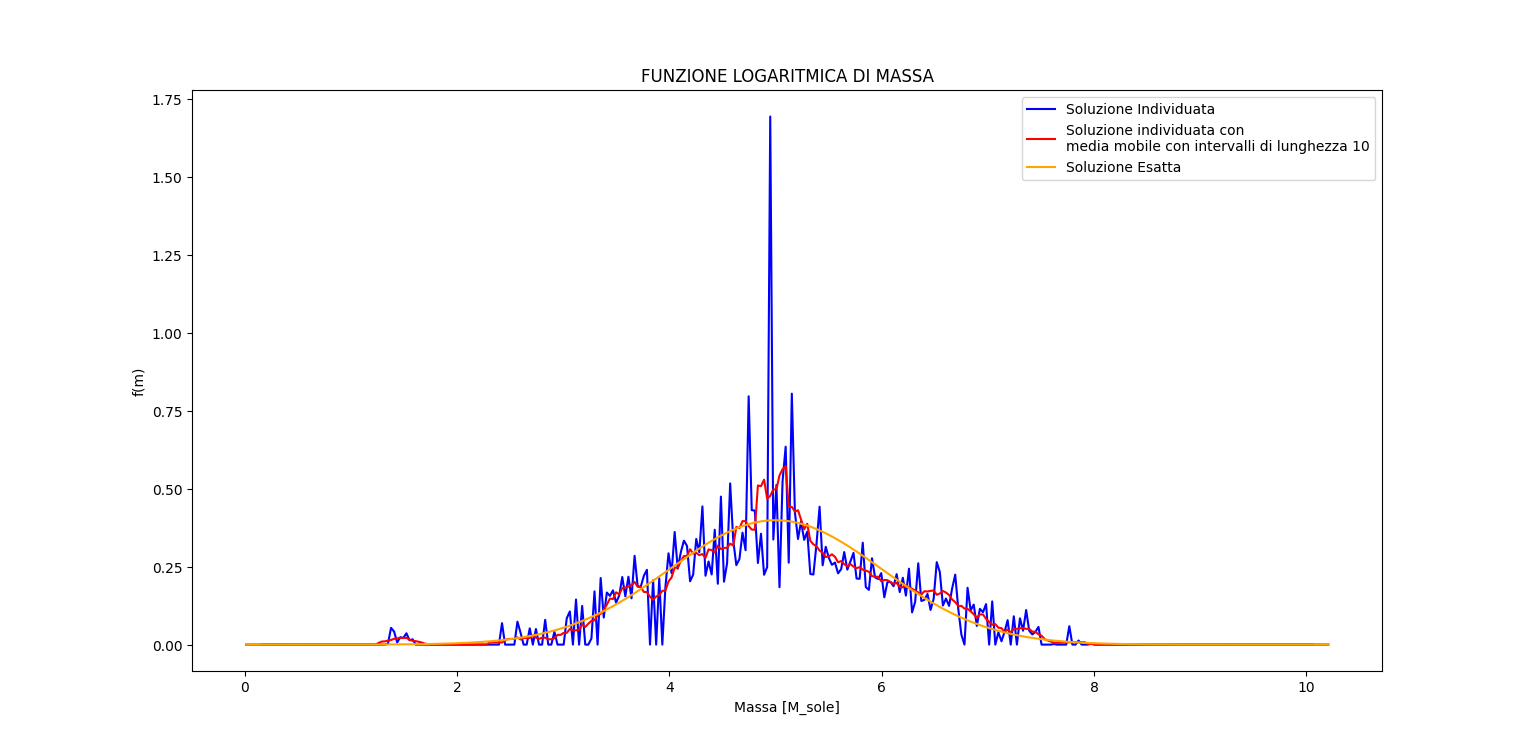 FUNZIONE LOGARITMICA DI MASSA
Soluzione Individuata
Soluzione individuata con
media mobile con intervalli di lunghezza 10
Soluzione Esatta
f(m)
1.75
1.50
1.25
1.00
0.75
0.50
0.25
0.00
0 2 4 6 8 10
Massa [M_sole]